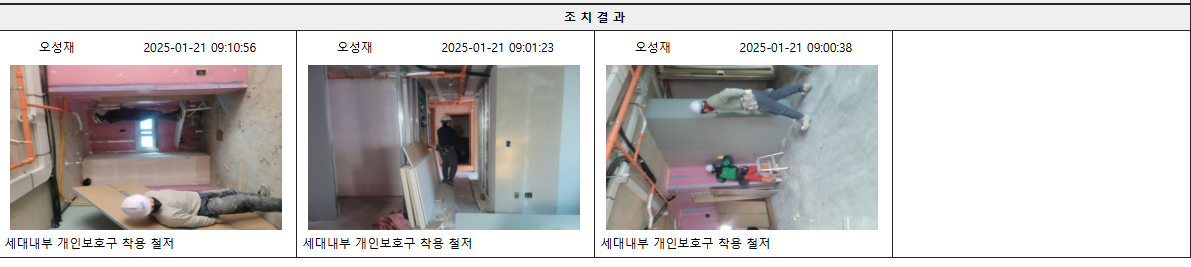 조 치 결 과
오성재 2025-01-21 09:10:56
오성재 2025-01-21 09:01:23
오성재 2025-01-21 09:00:38
세대내부 개인보호구 착용 철저
세대내부 개인보호구 착용 철저
세대내부 개인보호구 착용 철저